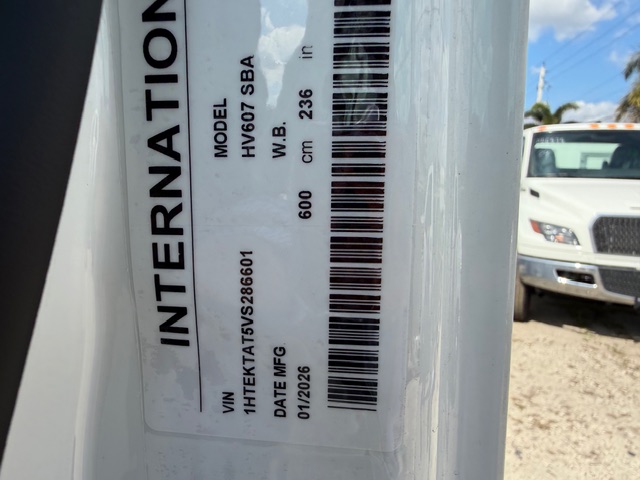 INTERNATION
VIN
1HTEKTAT5VS286601
MODEL
HV607 SBA
DATE MFG
01/2026
W.B.
600 cm 236 in